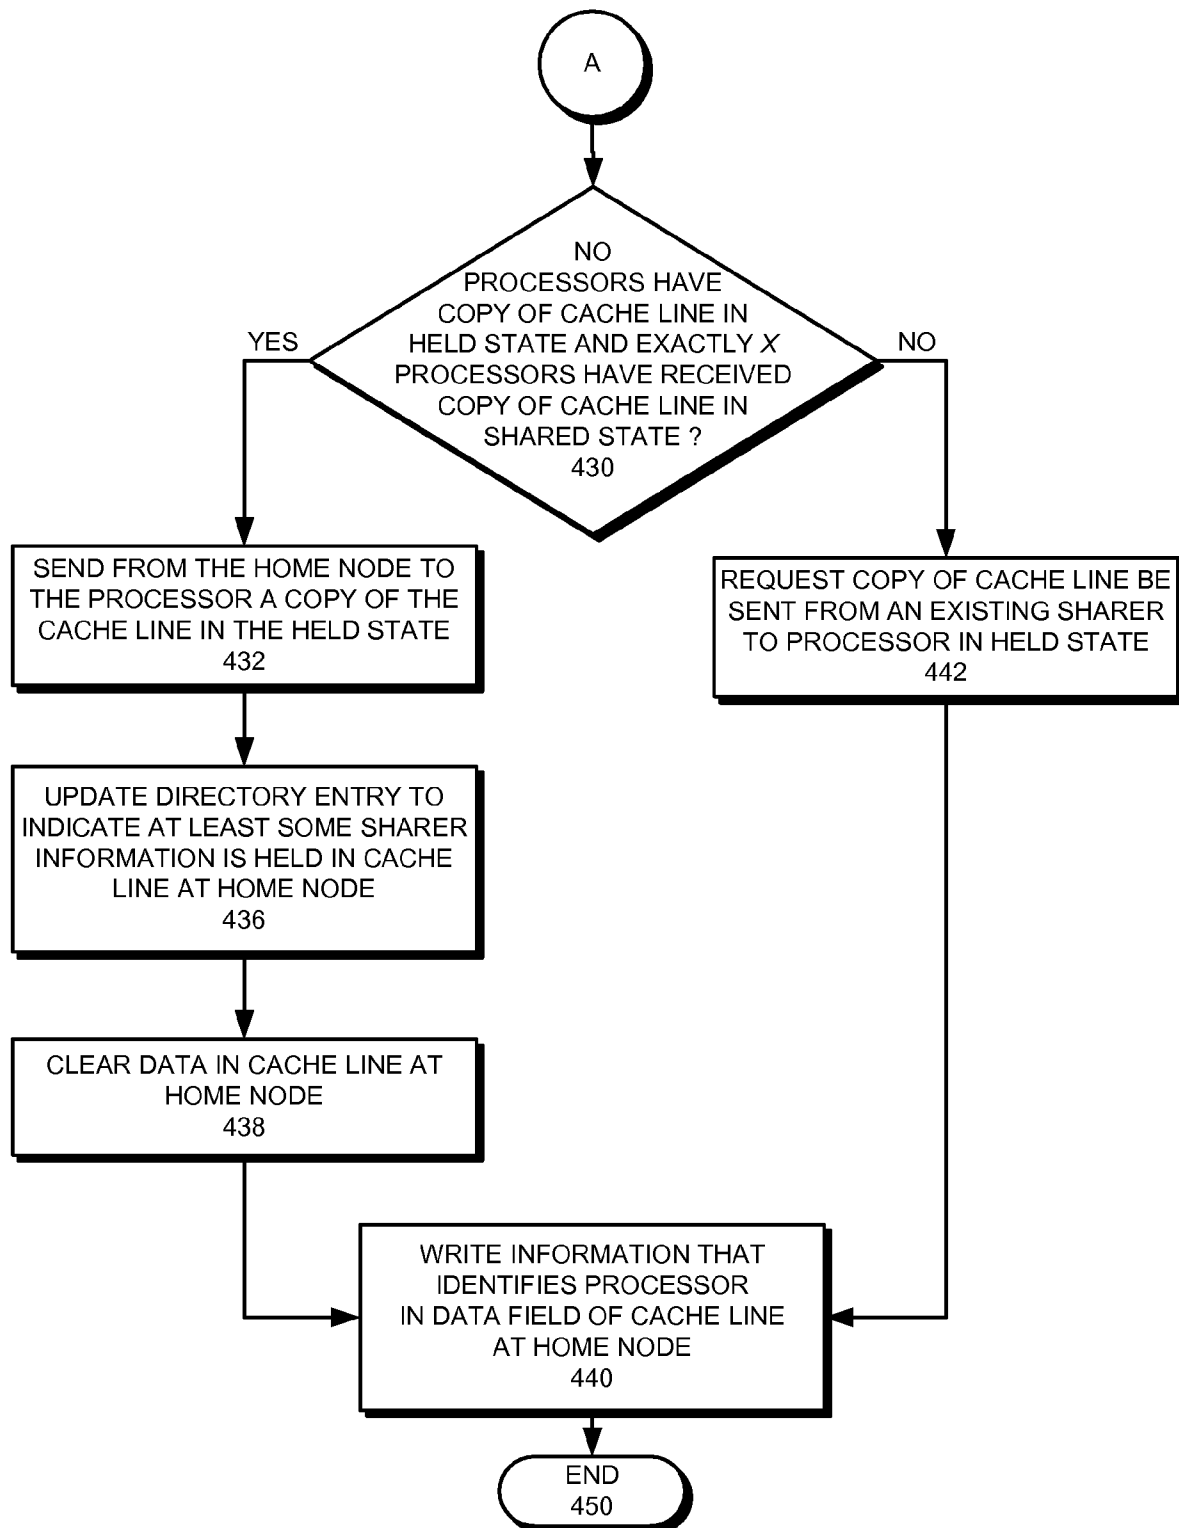 A
NO
PROCESSORS HAVE
COPY OF CACHE LINE IN
HELD STATE AND EXACTLY X
PROCESSORS HAVE RECEIVED
COPY OF CACHE LINE IN
SHARED STATE ?
430
YES
NO
SEND FROM THE HOME NODE TO
THE PROCESSOR A COPY OF THE
CACHE LINE IN THE HELD STATE
432
REQUEST COPY OF CACHE LINE BE
SENT FROM AN EXISTING SHARER
TO PROCESSOR IN HELD STATE
442
UPDATE DIRECTORY ENTRY TO
INDICATE AT LEAST SOME SHARER
INFORMATION IS HELD IN CACHE
LINE AT HOME NODE
436
CLEAR DATA IN CACHE LINE AT
HOME NODE
438
WRITE INFORMATION THAT
IDENTIFIES PROCESSOR
IN DATA FIELD OF CACHE LINE
AT HOME NODE
440
END
450